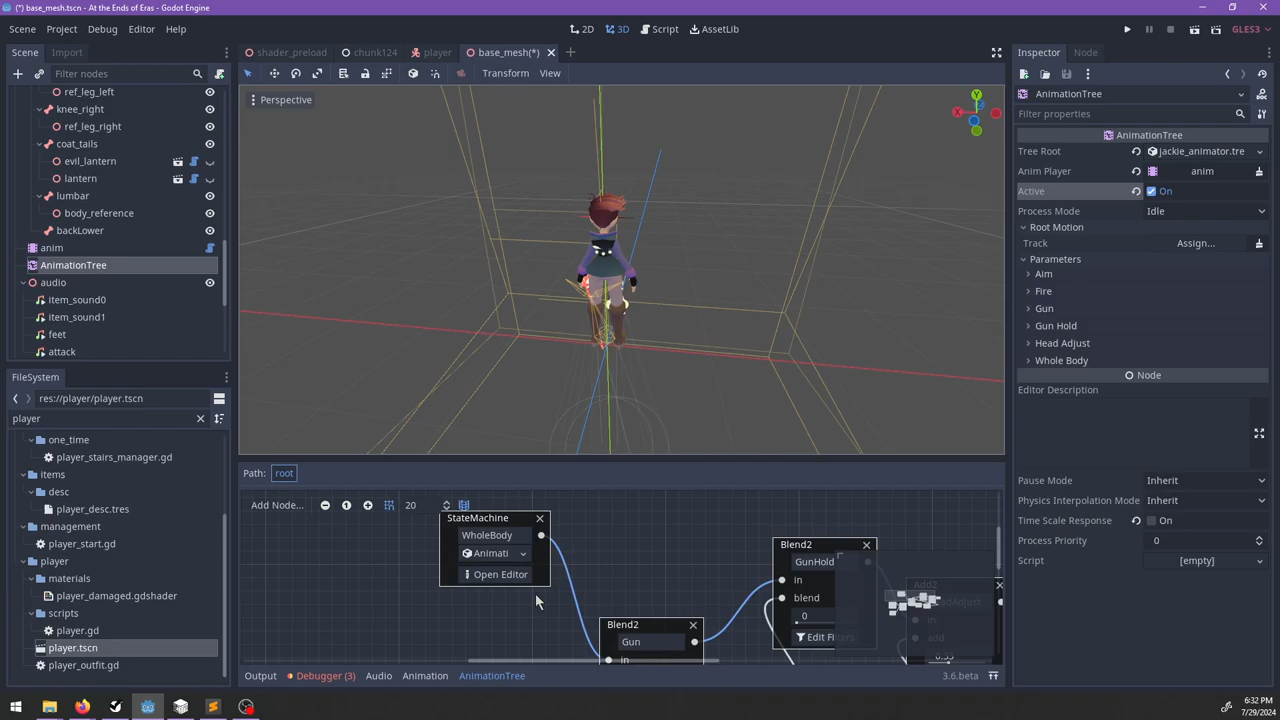 (*) base_mesh.tscn - At the Ends of Eras - Godot Engine
Scene Project Debug Editor Help
2D 3D Script AssetLib
GLES3
Scene Import
shader_preload chunk124 player base_mesh(*)
Inspector Node
Filter nodes
Transform View
ref_leg_left
knee_right
ref_leg_right
coat_tails
evil_lantern
lantern
lumbar
body_reference
backLower
anim
AnimationTree
audio
item_sound0
item_sound1
feet
attack
FileSystem
res://player/player.tscn
player
one_time
player_stairs_manager.gd
items
desc
player_desc.tres
management
player_start.gd
player
materials
player_damaged.gdshader
scripts
player.gd
player.tscn
player_outfit.gd
Perspective
Y
X
Path: root
Add Node...
20
StateMachine
WholeBody
Animati
Open Editor
Blend2
Gun
in
Blend2
GunHold
in
blend
0
Edit Fi
Add2
in
add
Output Debugger (3) Audio Animation AnimationTree
3.6.beta
AnimationTree
Filter properties
AnimationTree
Tree Root jackie_animator.tre
Anim Player anim
Active On
Process Mode Idle
Root Motion
Track Assign...
Parameters
Aim
Fire
Gun
Gun Hold
Head Adjust
Whole Body
Node
Editor Description
Pause Mode Inherit
Physics Interpolation Mode Inherit
Time Scale Response On
Process Priority 0
Script [empty]
6:32 PM
7/29/2024